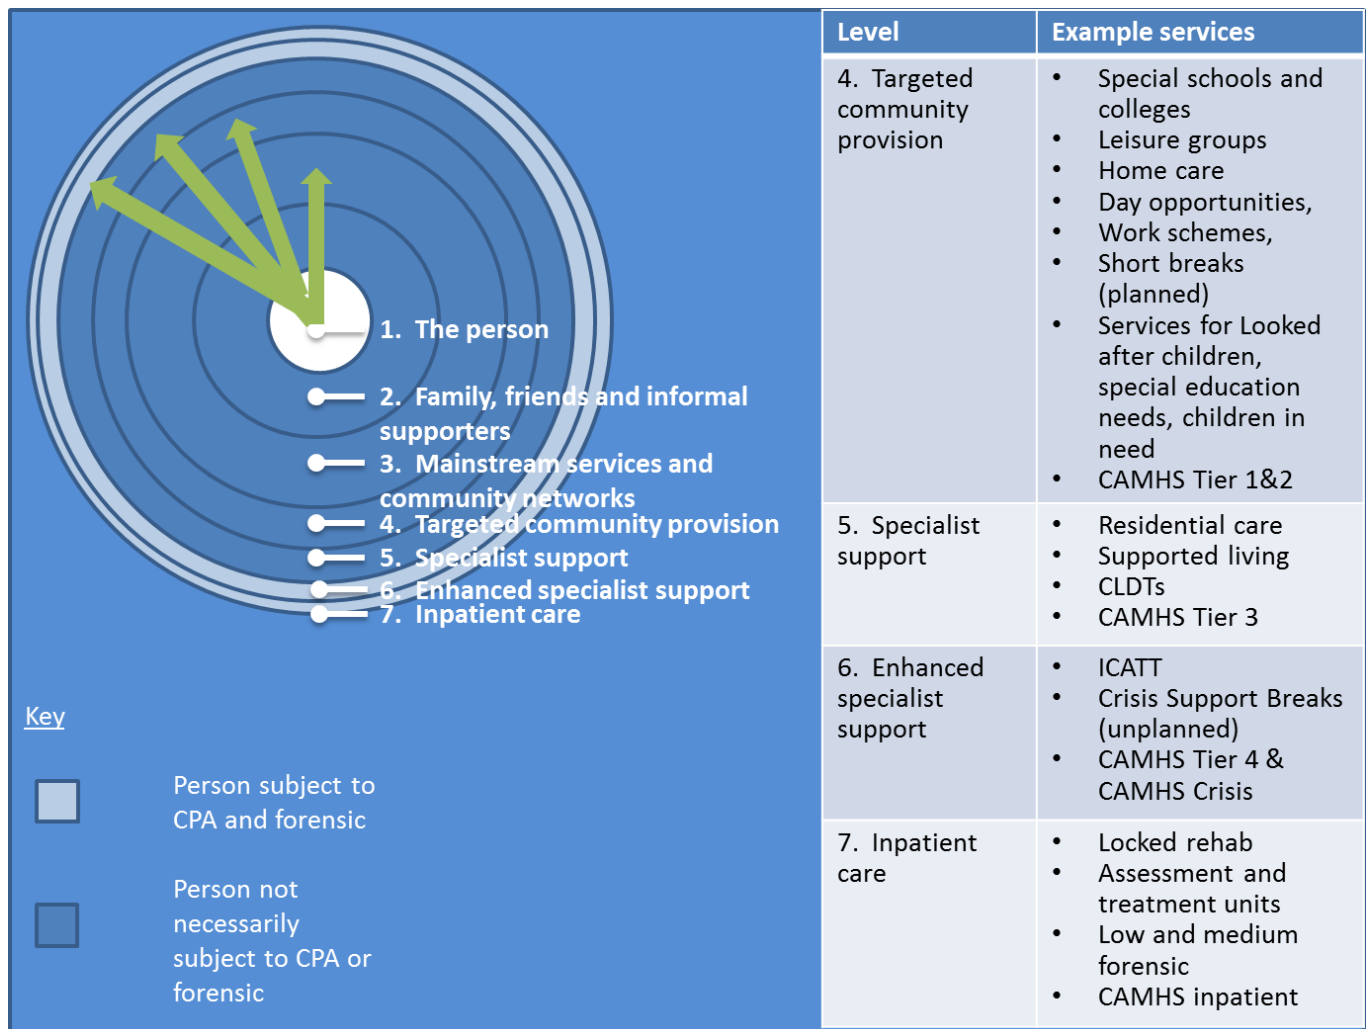 1. The person
2. Family, friends and informal
supporters
3. Mainstream services and
community networks
4. Targeted community provision
5. Specialist support
6. Enhanced specialist support
7. Inpatient care
Key
Person subject to
CPA and forensic
Person not
necessarily
subject to CPA or
forensic
Level
Example services
4. Targeted
community
provision
• Special schools and
colleges
• Leisure groups
• Home care
• Day opportunities,
• Work schemes,
• Short breaks
(planned)
• Services for Looked
after children,
special education
needs, children in
need
• CAMHS Tier 1&2
5. Specialist
support
• Residential care
• Supported living
• CLDTs
• CAMHS Tier 3
6. Enhanced
specialist
support
• ICATT
• Crisis Support Breaks
(unplanned)
• CAMHS Tier 4 &
CAMHS Crisis
7. Inpatient
care
• Locked rehab
• Assessment and
treatment units
• Low and medium
forensic
• CAMHS inpatient